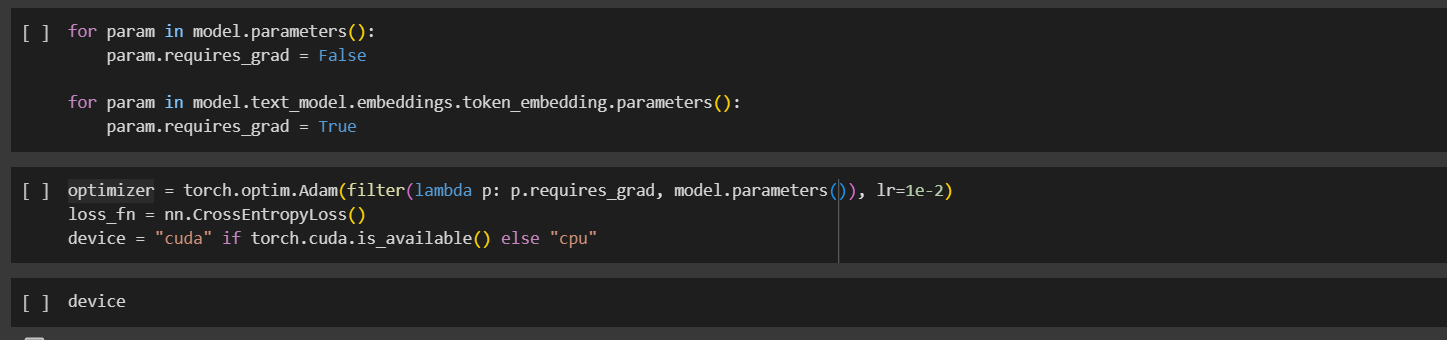 [ ] for param in model.parameters():
param.requires_grad = False
for param in model.text_model.embeddings.token_embedding.parameters():
param.requires_grad = True
[ ] optimizer = torch.optim.Adam(filter(lambda p: p.requires_grad, model.parameters()), lr=1e-2)
loss_fn = nn.CrossEntropyLoss()
device = "cuda" if torch.cuda.is_available() else "cpu"
[ ] device